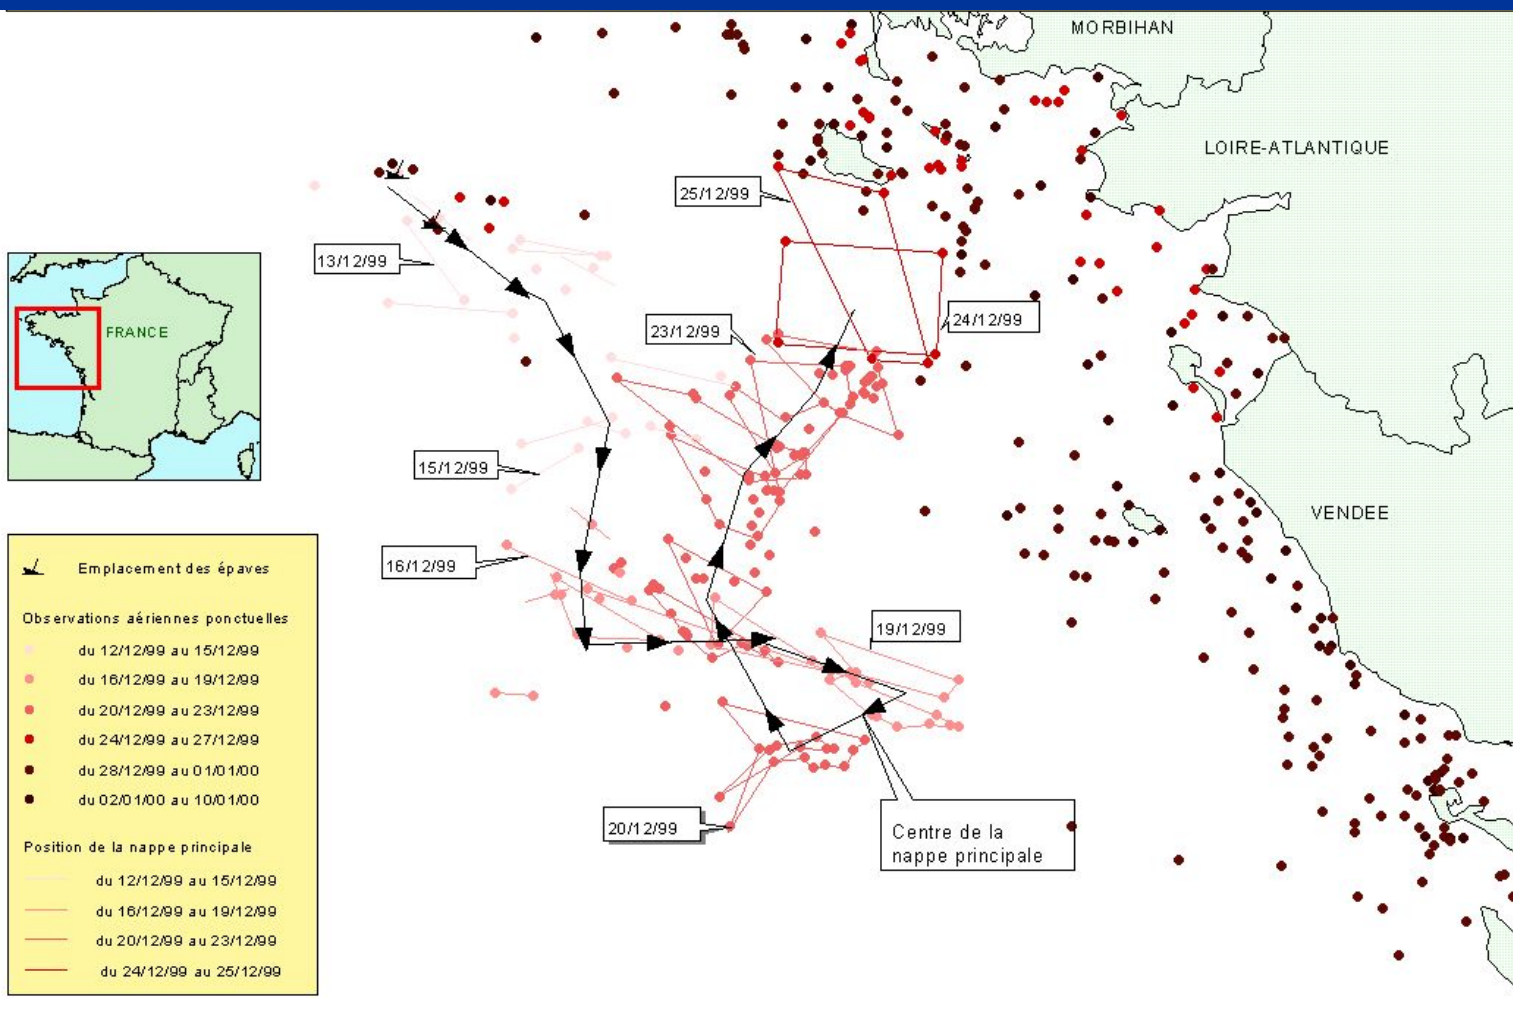 MORBIHAN
LOIRE-ATLANTIQUE
25/12/99
13/12/99
24/12/99
23/12/99
FRANCE
15/12/99
VENDEE
16/12/99
19/12/99
20/12/99
Centre de la
nappe principale
Emplacement des épaves
Observations aériennes ponctuelles
du 12/12/99 au 15/12/99
du 16/12/99 au 19/12/99
du 20/12/99 au 23/12/99
du 24/12/99 au 27/12/99
du 28/12/99 au 01/01/00
du 02/01/00 au 10/01/00
Position de la nappe principale
du 12/12/99 au 15/12/99
du 16/12/99 au 19/12/99
du 20/12/99 au 23/12/99
du 24/12/99 au 25/12/99